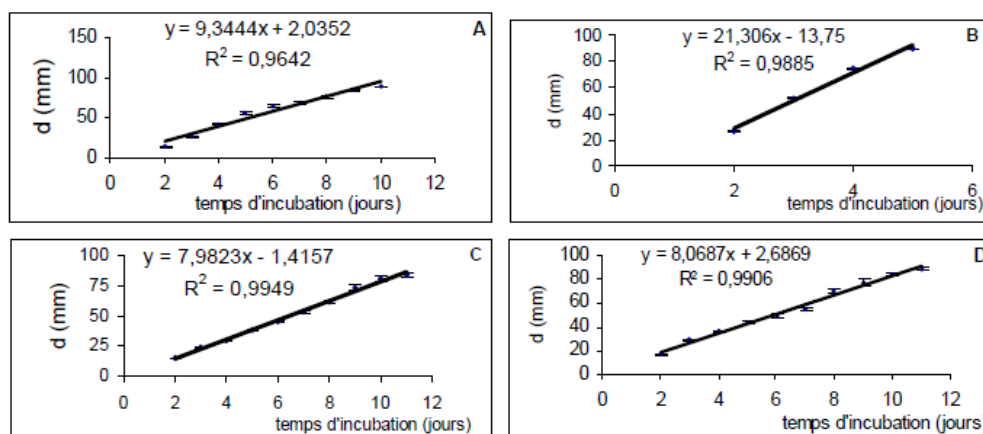 A
y = 9,3444x + 2,0352
R² = 0,9642
d (mm)
150
100
50
0
0 2 4 6 8 10 12
temps d'incubation (jours)
B
y = 21,306x - 13,75
R² = 0,9885
d (mm)
100
80
60
40
20
0
0 2 4 6
temps d'incubation (jours)
C
y = 7,9823x - 1,4157
R² = 0,9949
d (mm)
100
75
50
25
0
0 2 4 6 8 10 12
temps d'incubation (jours)
D
y = 8,0687x + 2,6869
R² = 0,9906
d (mm)
100
80
60
40
20
0
0 2 4 6 8 10 12
temps d'incubation (jours)